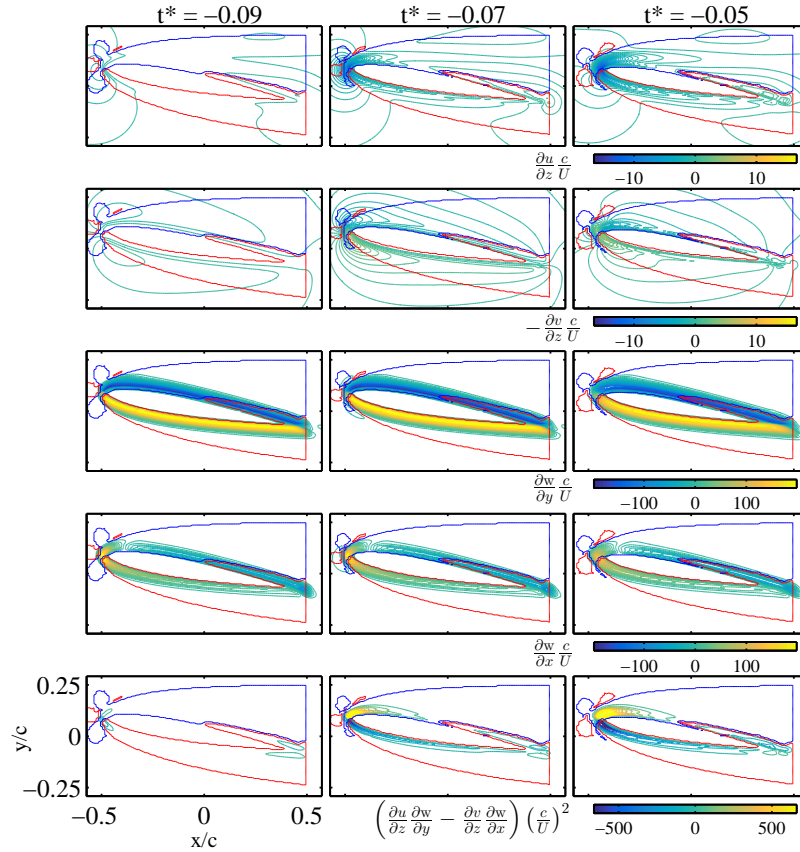 t* = −0.09 t* = −0.07 t* = −0.05
∂u/∂z c/U −10 0 10
−∂v/∂z c/U −10 0 10
∂w/∂y c/U −100 0 100
∂w/∂x c/U −100 0 100
0.25
y/c
0
−0.25
−0.5 0 0.5
x/c
(∂u/∂z ∂w/∂y − ∂v/∂z ∂w/∂x) (c/U)² −500 0 500